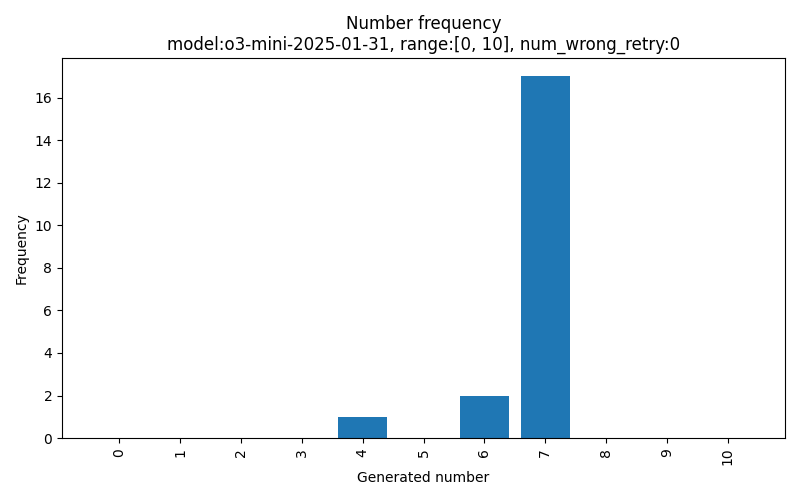 Number frequency
model:o3-mini-2025-01-31, range:[0, 10], num_wrong_retry:0
Frequency
16
14
12
10
8
6
4
2
0
0 1 2 3 4 5 6 7 8 9 10
Generated number